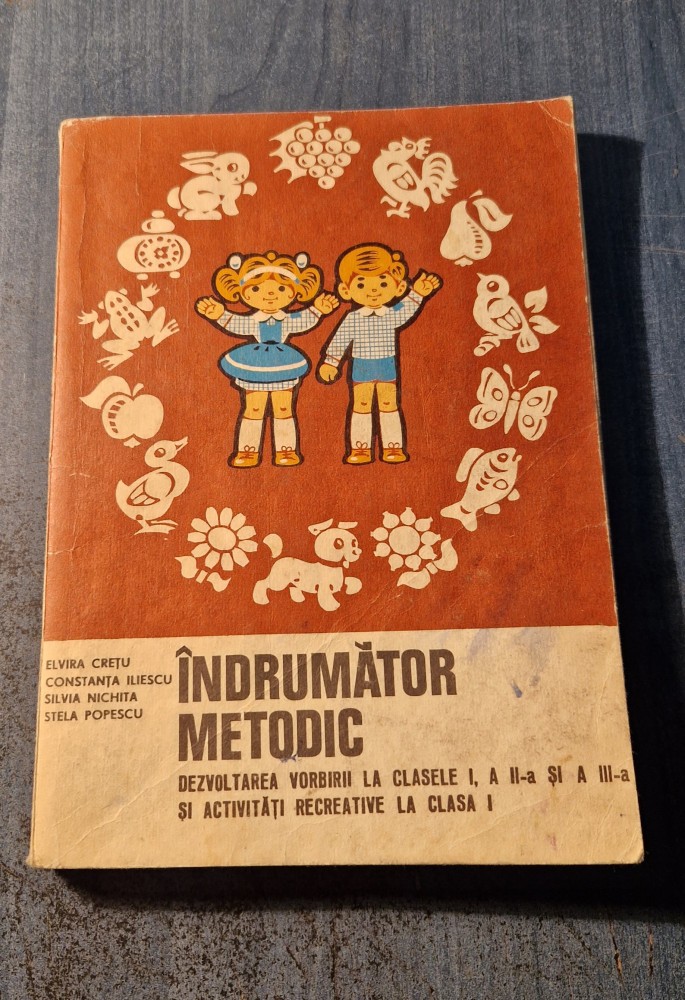 ELVIRA CREȚU
CONSTANȚA ILIESCU
SILVIA NICHITA
STELA POPESCU
ÎNDRUMĂTOR
METODIC
DEZVOLTAREA VORBIRII LA CLASELE I, A II-a ȘI A III-a
ȘI ACTIVITĂȚI RECREATIVE LA CLASA I